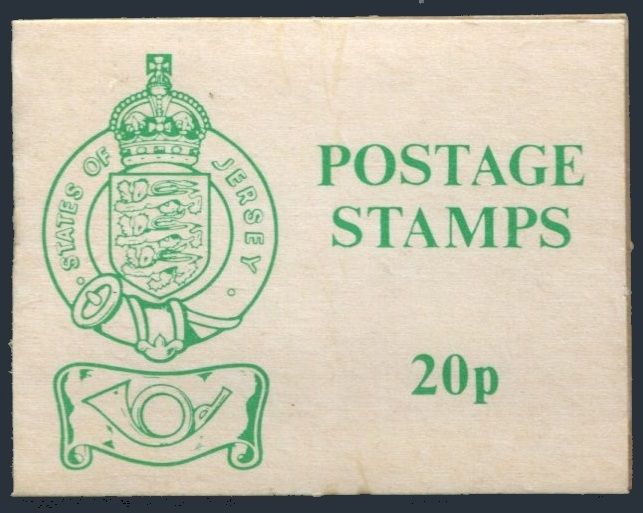 · STATES OF JERSEY ·
POSTAGE
STAMPS
20p